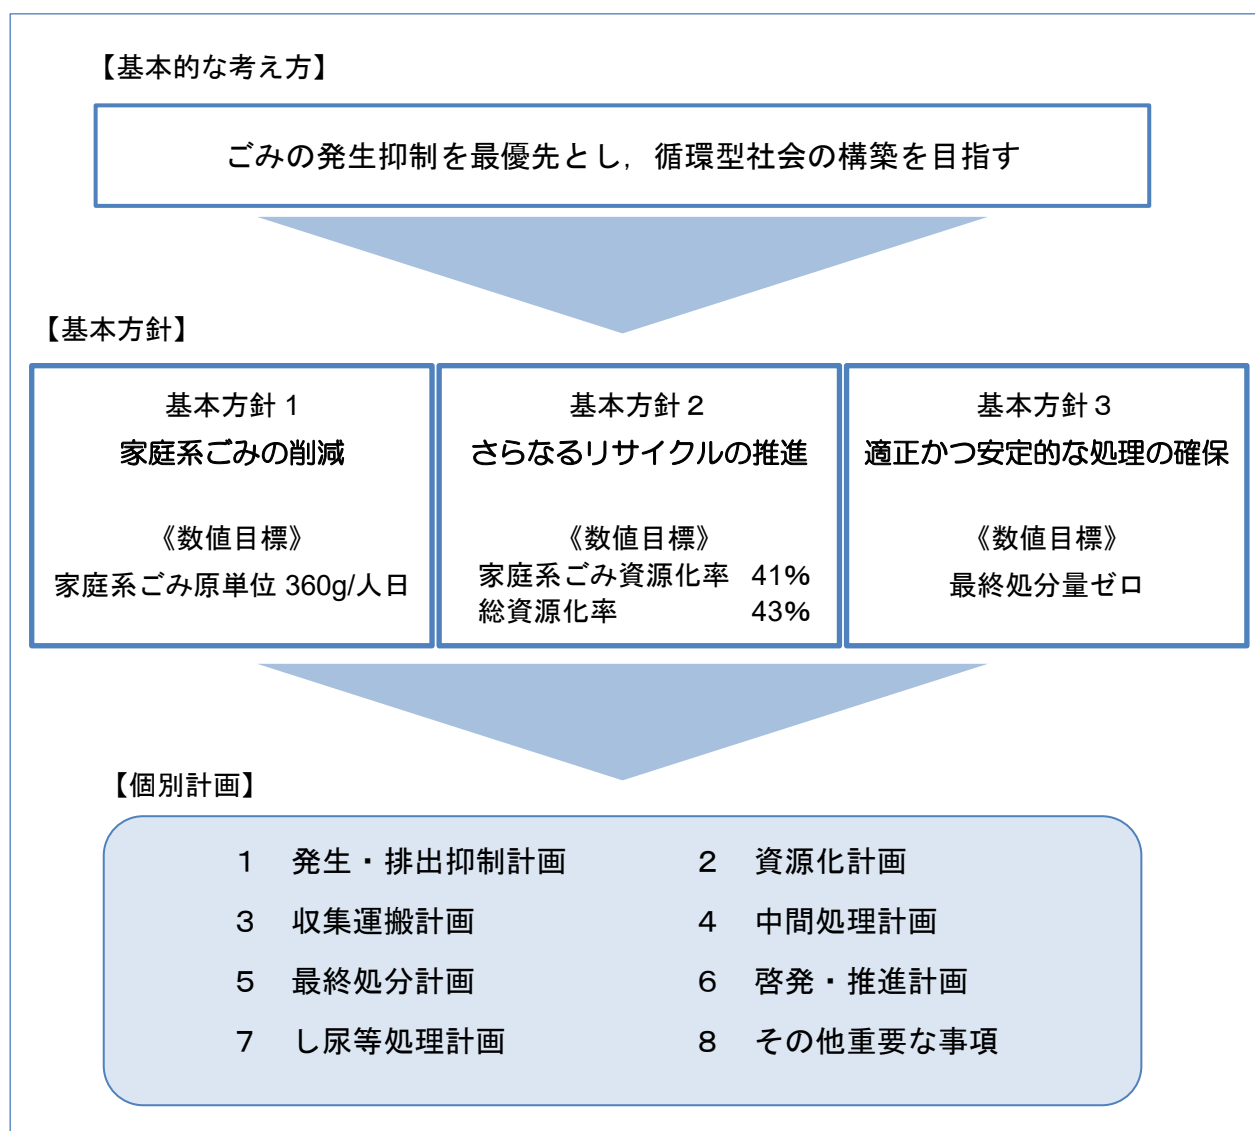 【基本的な考え方】
ごみの発生抑制を最優先とし，循環型社会の構築を目指す
【基本方針】
基本方針 1
家庭系ごみの削減
《数値目標》
家庭系ごみ原単位 360g/人日
基本方針２
さらなるリサイクルの推進
《数値目標》
家庭系ごみ資源化率 41%
総資源化率 43%
基本方針３
適正かつ安定的な処理の確保
《数値目標》
最終処分量ゼロ
【個別計画】
１ 発生・排出抑制計画 ２ 資源化計画
３ 収集運搬計画 ４ 中間処理計画
５ 最終処分計画 ６ 啓発・推進計画
７ し尿等処理計画 ８ その他重要な事項